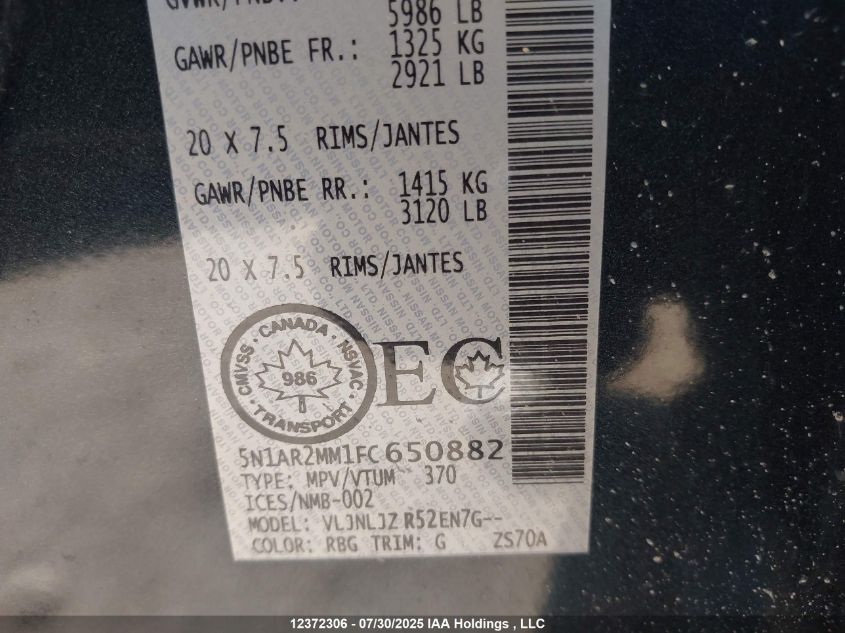 GVWR/PNBV:
5986 LB
GAWR/PNBE FR.: 1325 KG
2921 LB
20 X 7.5 RIMS/JANTES
GAWR/PNBE RR.: 1415 KG
3120 LB
20 X 7.5 RIMS/JANTES
CANADA · NSVAC · TRANSPORT · CMVSS ·
986
EC
5N1AR2MM1FC650882
TYPE: MPV/VTUM 370
ICES/NMB-002
MODEL: VLJNLJZ R52EN7G--
COLOR: RBG TRIM: G ZS70A
12372306 - 07/30/2025 IAA Holdings , LLC